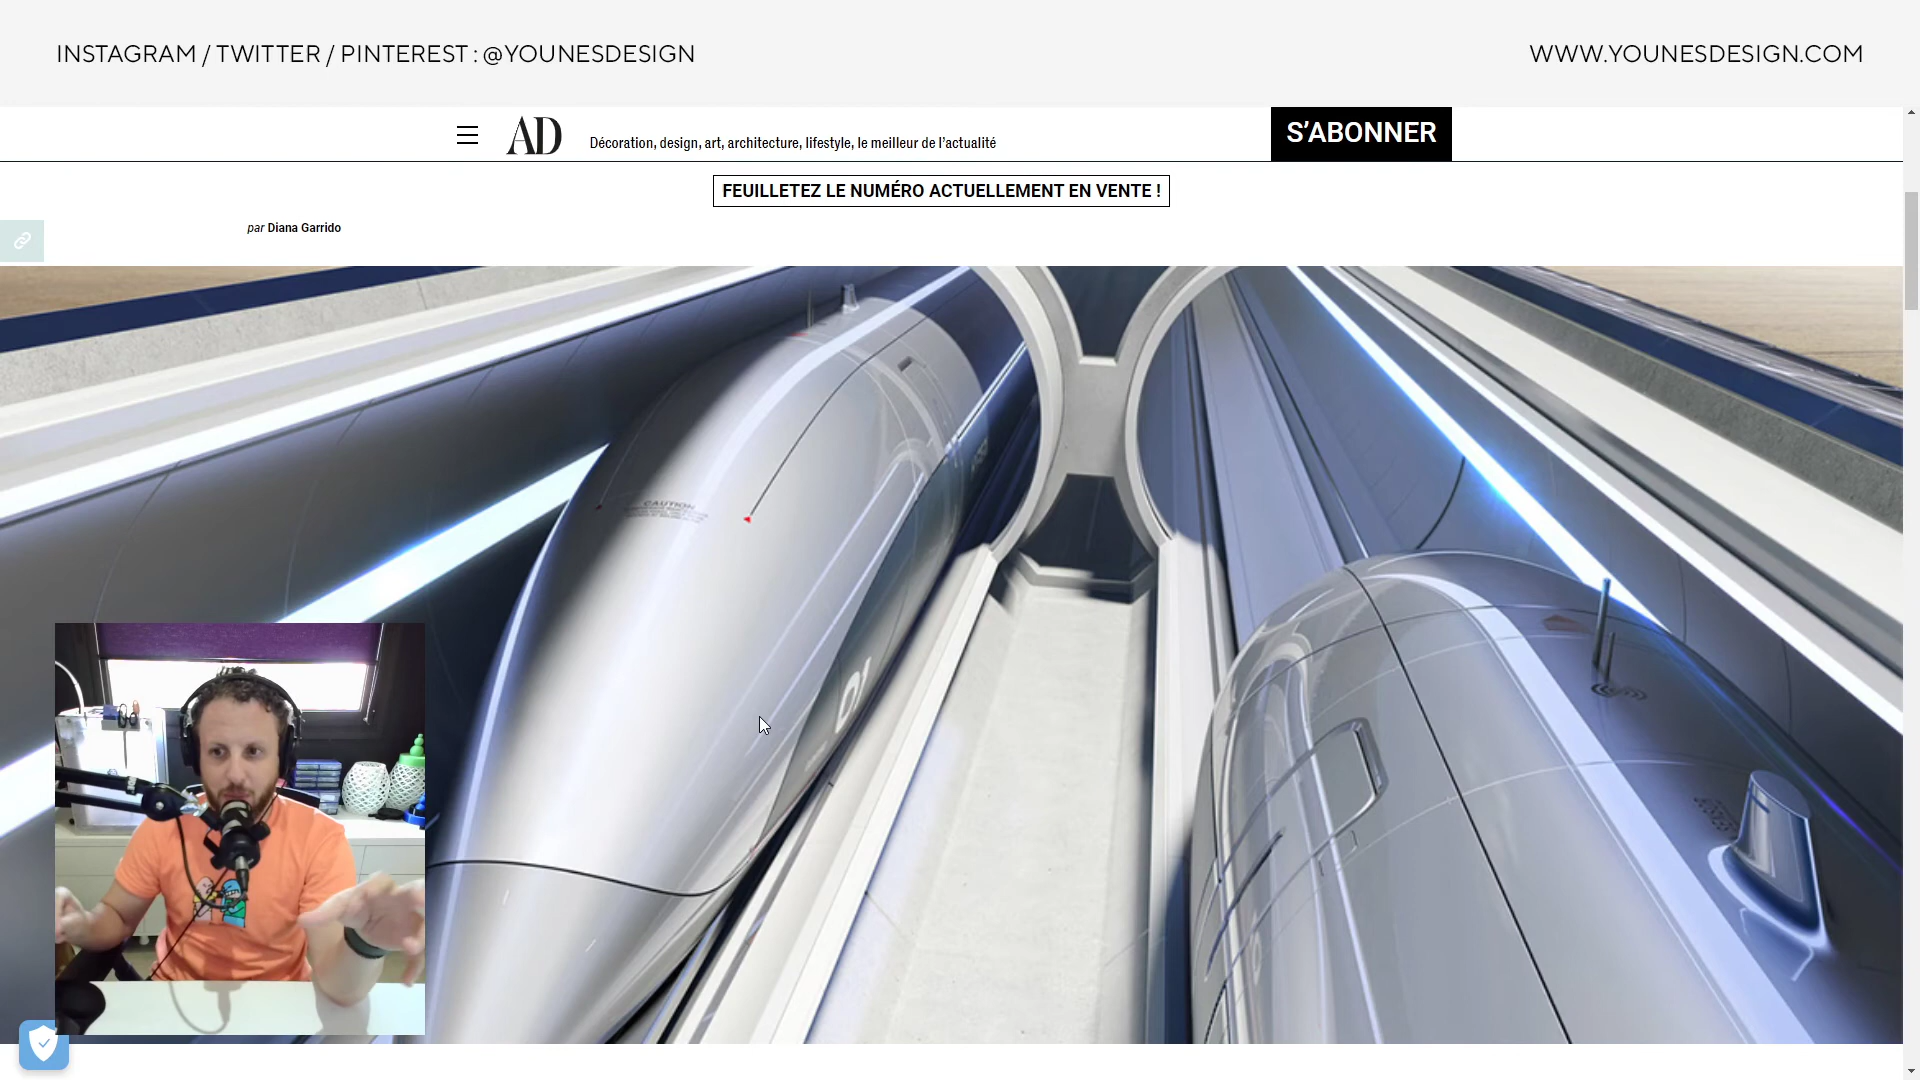 INSTAGRAM / TWITTER / PINTEREST : @YOUNESDESIGN
WWW.YOUNESDESIGN.COM
AD
Décoration, design, art, architecture, lifestyle, le meilleur de l'actualité
S'ABONNER
FEUILLETEZ LE NUMÉRO ACTUELLEMENT EN VENTE !
par Diana Garrido
CAUTION